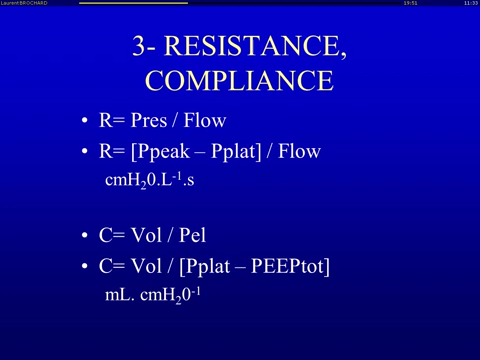 Laurent BROCHARD 19:51 11:33
3- RESISTANCE,
COMPLIANCE
• R= Pres / Flow
• R= [Ppeak – Pplat] / Flow
cmH₂0.L⁻¹.s
• C= Vol / Pel
• C= Vol / [Pplat – PEEPtot]
mL. cmH₂0⁻¹